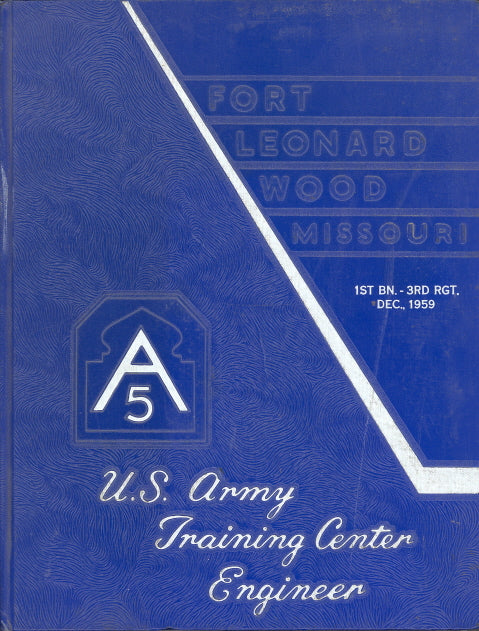 FORT
LEONARD
WOOD
MISSOURI
1ST BN. - 3RD RGT.
DEC., 1959
A
5
U.S. Army
Training Center
Engineer